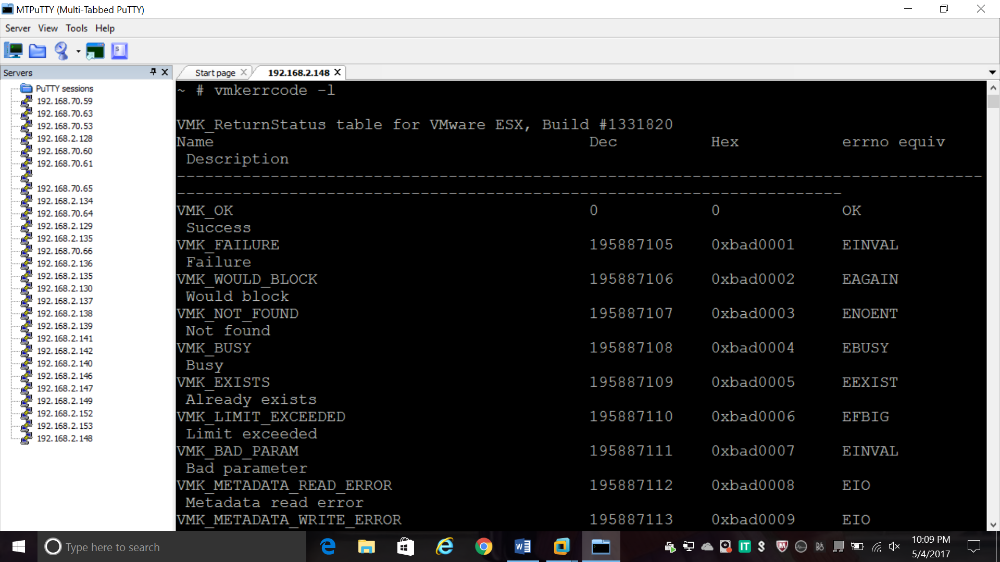 MTPuTTY (Multi-Tabbed PuTTY)
Server View Tools Help
Servers
Start page
192.168.2.148
PuTTY sessions
192.168.70.59
192.168.70.63
192.168.70.53
192.168.2.128
192.168.70.60
192.168.70.61
192.168.70.65
192.168.2.134
192.168.70.64
192.168.2.129
192.168.2.135
192.168.70.66
192.168.2.136
192.168.2.135
192.168.2.130
192.168.2.137
192.168.2.138
192.168.2.139
192.168.2.141
192.168.2.142
192.168.2.140
192.168.2.146
192.168.2.147
192.168.2.149
192.168.2.152
192.168.2.153
192.168.2.148
~ # vmkerrcode -l
VMK_ReturnStatus table for VMware ESX, Build #1331820
Name Dec Hex errno equiv
Description
--------------------------------------------------------------------------------------
-----------------------------------------------------------------------
VMK_OK 0 0 OK
Success
VMK_FAILURE 195887105 0xbad0001 EINVAL
Failure
VMK_WOULD_BLOCK 195887106 0xbad0002 EAGAIN
Would block
VMK_NOT_FOUND 195887107 0xbad0003 ENOENT
Not found
VMK_BUSY 195887108 0xbad0004 EBUSY
Busy
VMK_EXISTS 195887109 0xbad0005 EEXIST
Already exists
VMK_LIMIT_EXCEEDED 195887110 0xbad0006 EFBIG
Limit exceeded
VMK_BAD_PARAM 195887111 0xbad0007 EINVAL
Bad parameter
VMK_METADATA_READ_ERROR 195887112 0xbad0008 EIO
Metadata read error
VMK_METADATA_WRITE_ERROR 195887113 0xbad0009 EIO
Type here to search
IT
10:09 PM
5/4/2017